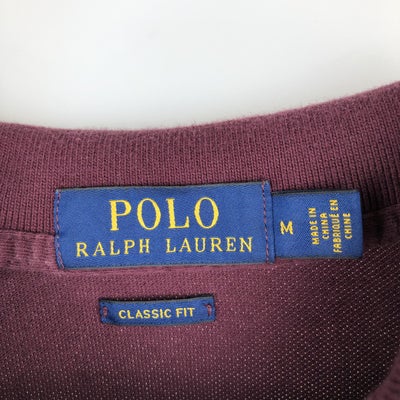 POLO
RALPH LAUREN
M
MADE IN
CHINA
FABRIQUÉ EN
CHINE
CLASSIC FIT